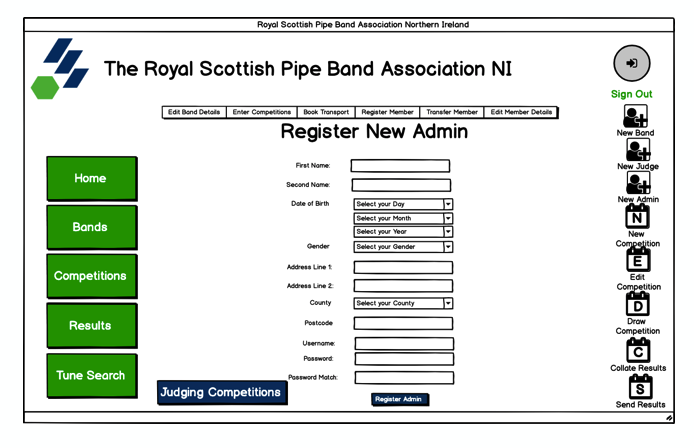 Royal Scottish Pipe Band Association Northern Ireland
The Royal Scottish Pipe Band Association NI
Sign Out
Edit Band Details Enter Competitions Book Transport Register Member Transfer Member Edit Member Details
Register New Admin
New Band
New Judge
New Admin
N
New
Competition
E
Edit
Competition
D
Draw
Competition
C
Collate Results
S
Send Results
Home
Bands
Competitions
Results
Tune Search
First Name:
Second Name:
Date of Birth Select your Day
Select your Month
Select your Year
Gender Select your Gender
Address Line 1:
Address Line 2:
County Select your County
Postcode
Username:
Password:
Password Match:
Judging Competitions
Register Admin